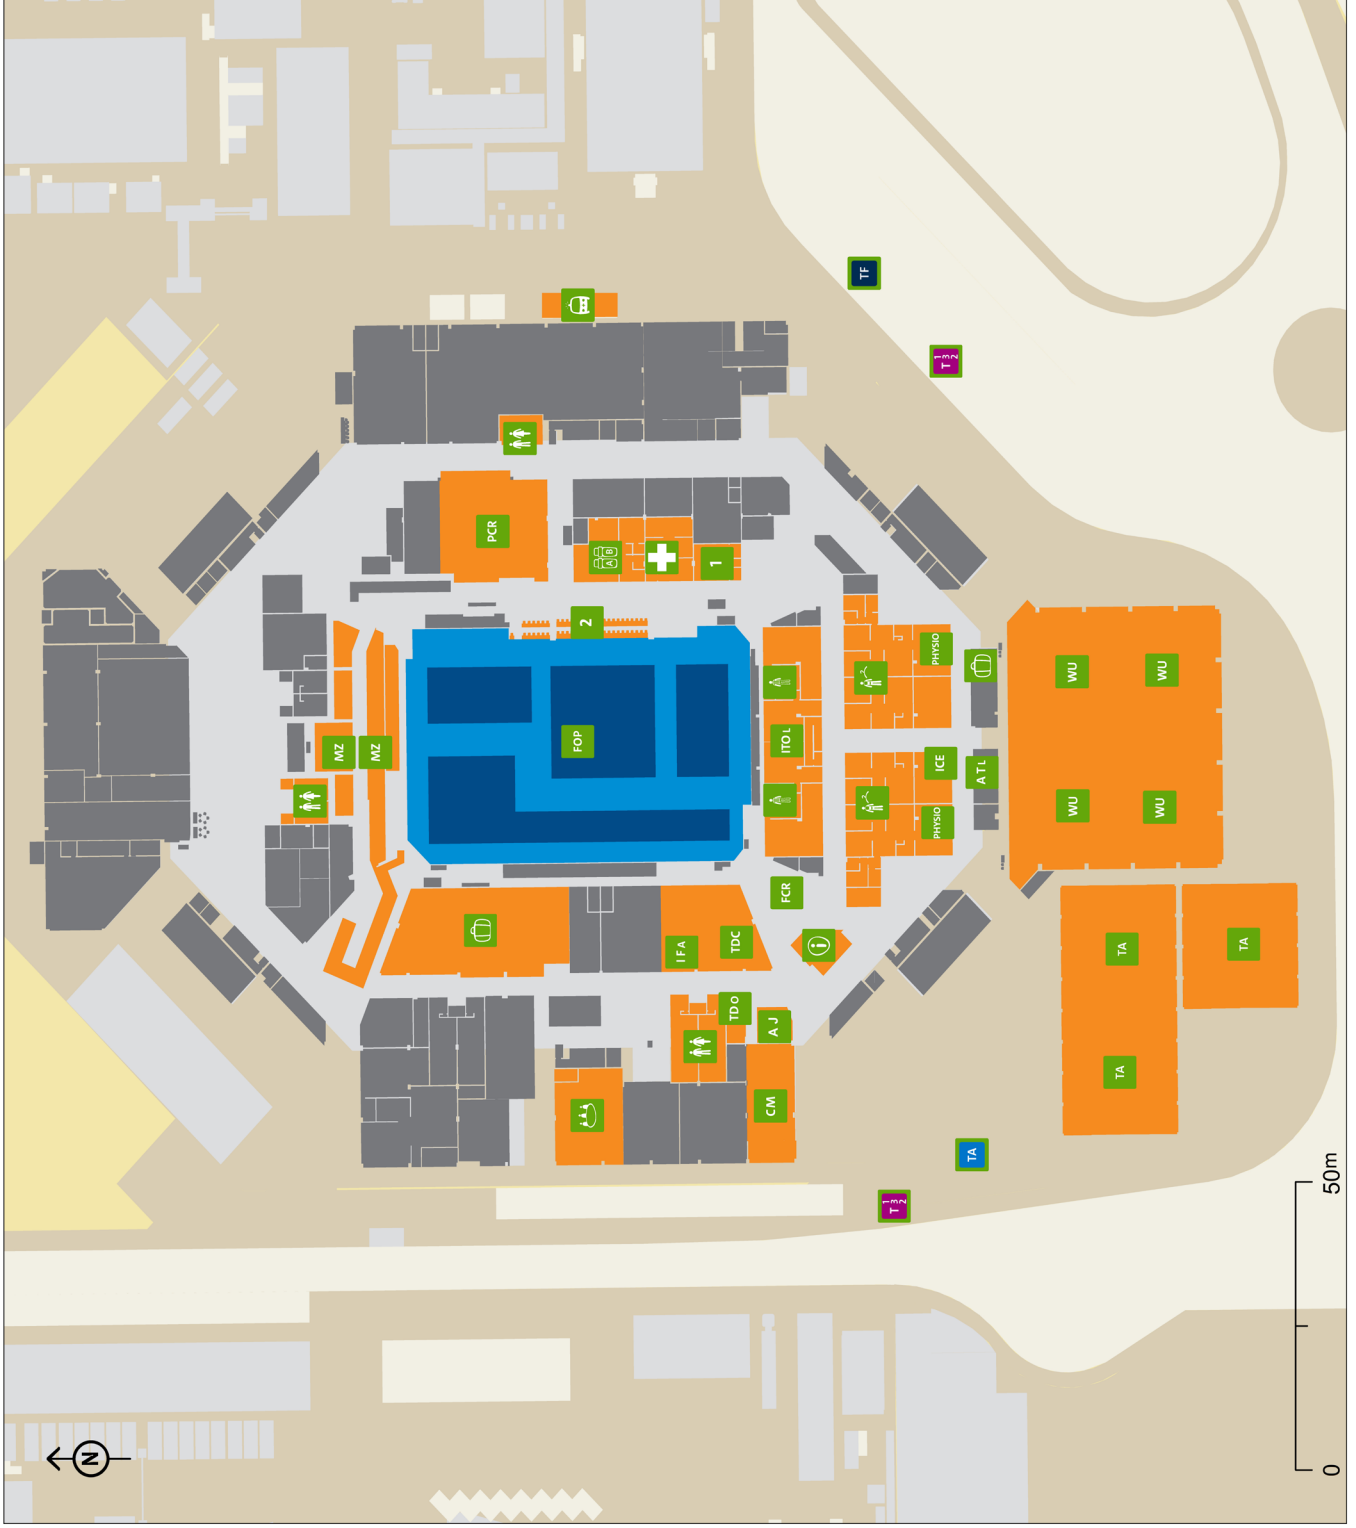 N
MZ
MZ
PCR
FOP
2
A B
I F A
1
TDO
TDC
CM
A J
FCR
ITO L
TF
T 1 3 2
PHYSIO
PHYSIO
ICE
T 1 3 2
TA
A T L
WU
WU
TA
TA
WU
WU
TA
0
50m